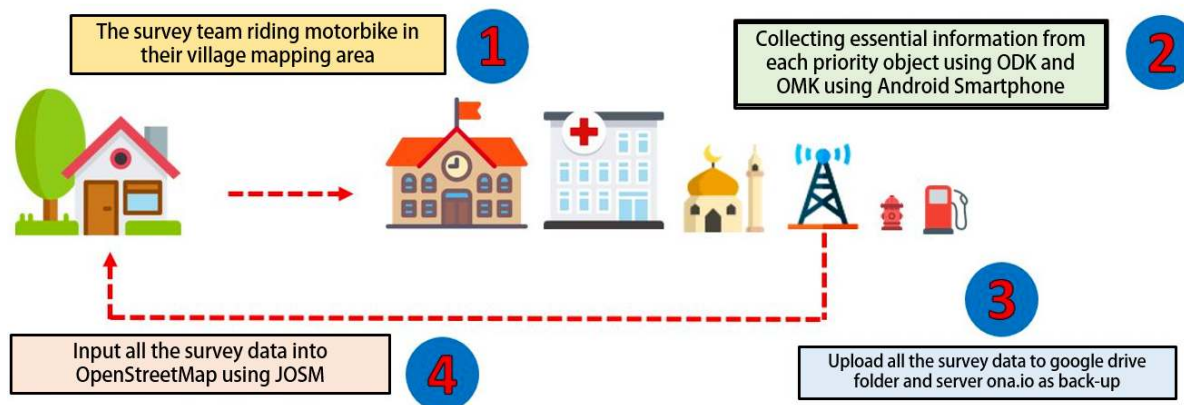 The survey team riding motorbike in
their village mapping area
1
Collecting essential information from
each priority object using ODK and
OMK using Android Smartphone
2
3
Upload all the survey data to google drive
folder and server ona.io as back-up
Input all the survey data into
OpenStreetMap using JOSM
4